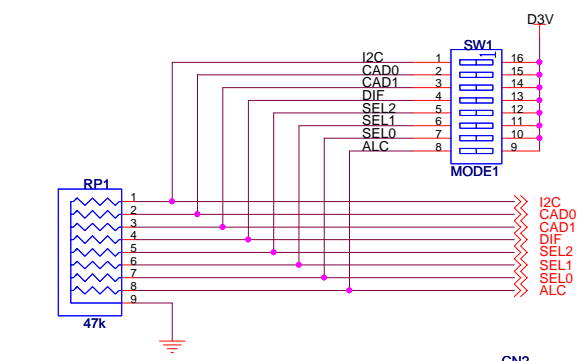 D3V
SW1
I2C 1 16
CAD0 2 15
CAD1 3 14
DIF 4 13
SEL2 5 12
SEL1 6 11
SEL0 7 10
ALC 8 9
MODE1
RP1
1 I2C
2 CAD0
3 CAD1
4 DIF
5 SEL2
6 SEL1
7 SEL0
8 ALC
9
47k